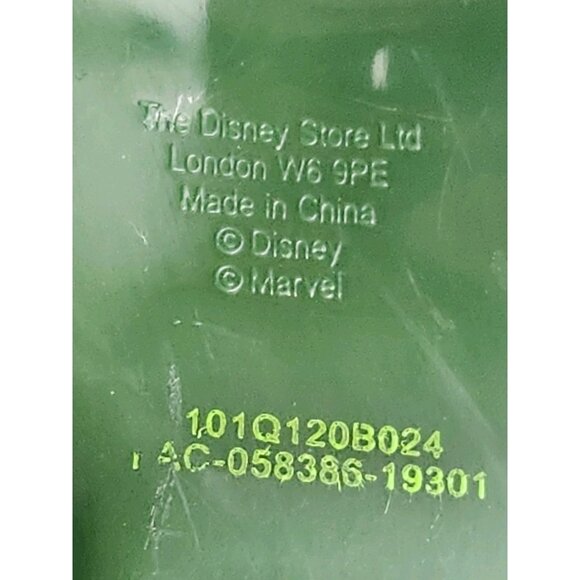 The Disney Store Ltd
London W6 9PE
Made in China
© Disney
© Marvel
101Q120B024
AC-058386-19301